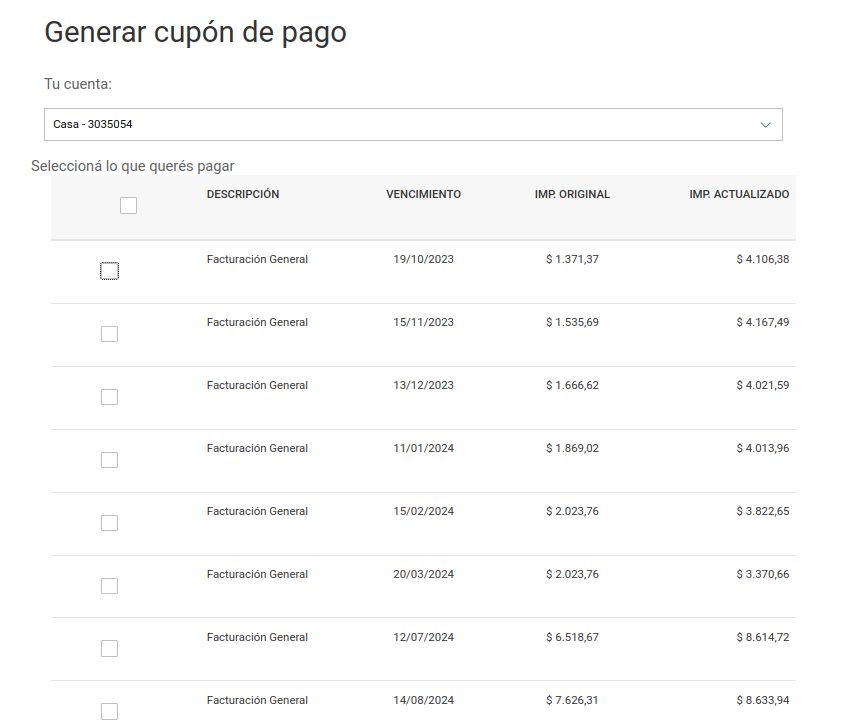 Generar cupón de pago
Tu cuenta:
Casa - 3035054
Seleccioná lo que querés pagar
DESCRIPCIÓN VENCIMIENTO IMP. ORIGINAL IMP. ACTUALIZADO
Facturación General 19/10/2023 $ 1.371,37 $ 4.106,38
Facturación General 15/11/2023 $ 1.535,69 $ 4.167,49
Facturación General 13/12/2023 $ 1.666,62 $ 4.021,59
Facturación General 11/01/2024 $ 1.869,02 $ 4.013,96
Facturación General 15/02/2024 $ 2.023,76 $ 3.822,65
Facturación General 20/03/2024 $ 2.023,76 $ 3.370,66
Facturación General 12/07/2024 $ 6.518,67 $ 8.614,72
Facturación General 14/08/2024 $ 7.626,31 $ 8.633,94